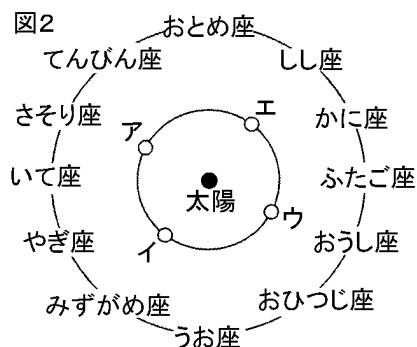 図2
おとめ座
てんびん座
しし座
さそり座
エ
かに座
ア
いて座
太陽
ふたご座
ウ
やぎ座
イ
おうし座
みずがめ座
おひつじ座
うお座